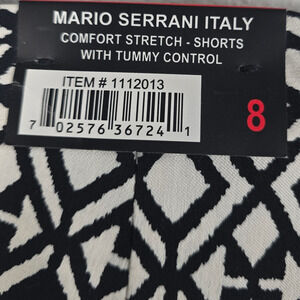 MARIO SERRANI ITALY
COMFORT STRETCH - SHORTS
WITH TUMMY CONTROL
ITEM # 1112013
8
7 02576 36724 1